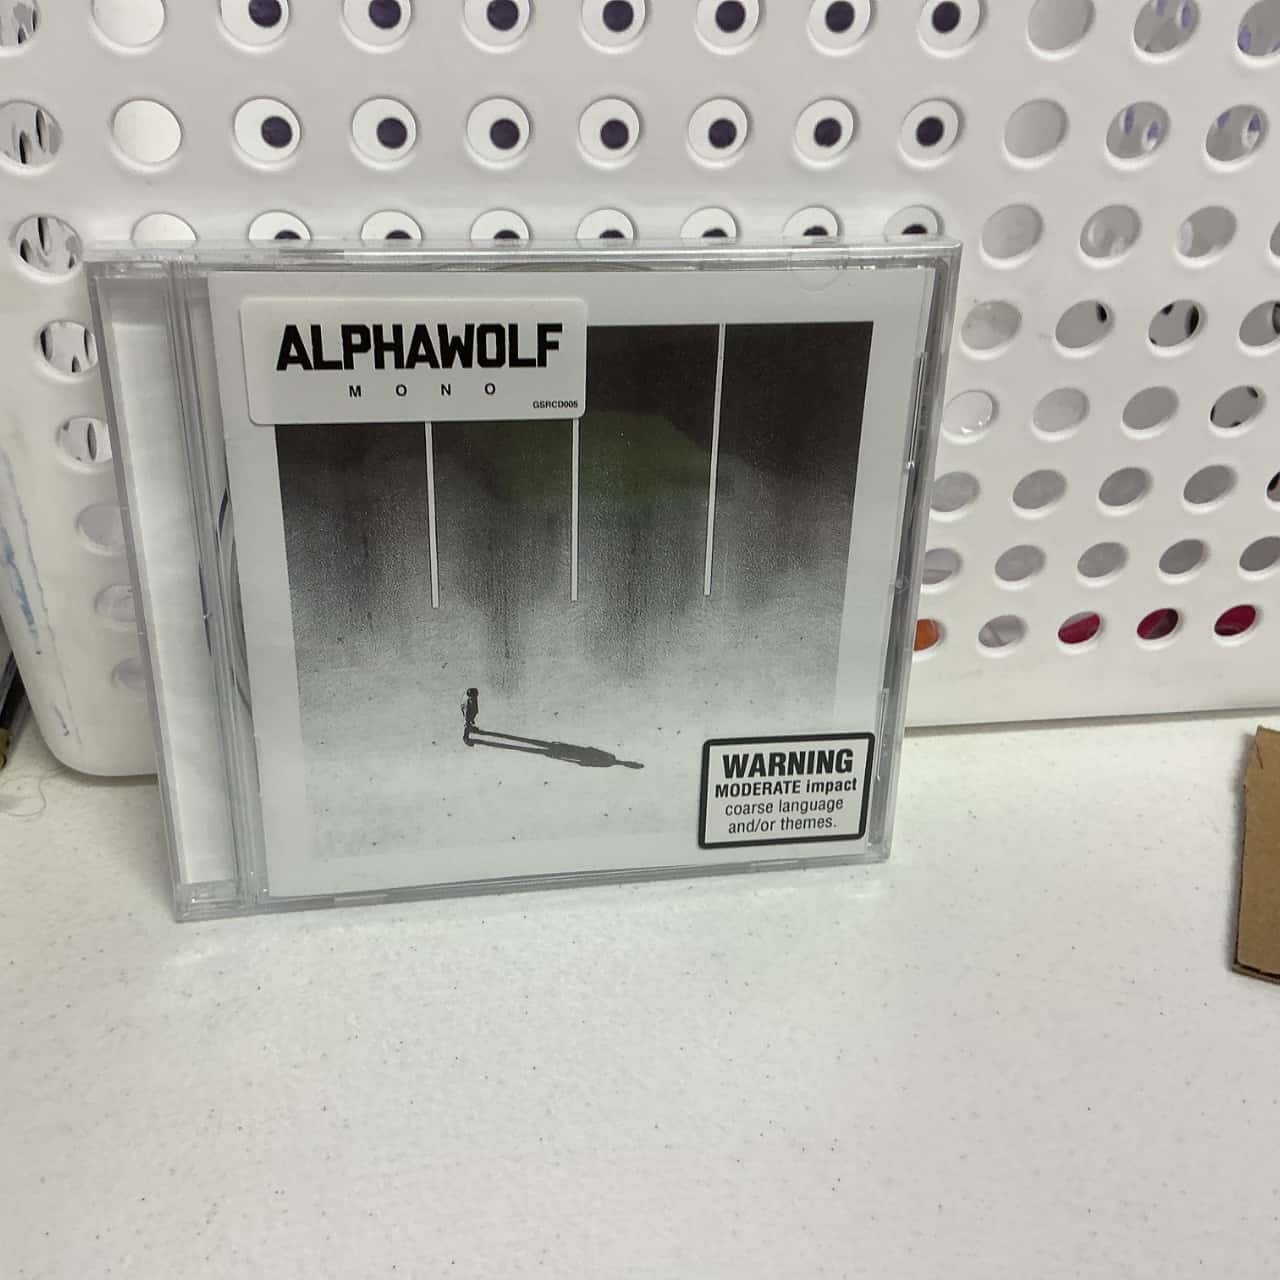 ALPHAWOLF
MONO
GSRCD005
WARNING
MODERATE impact
coarse language
and/or themes.